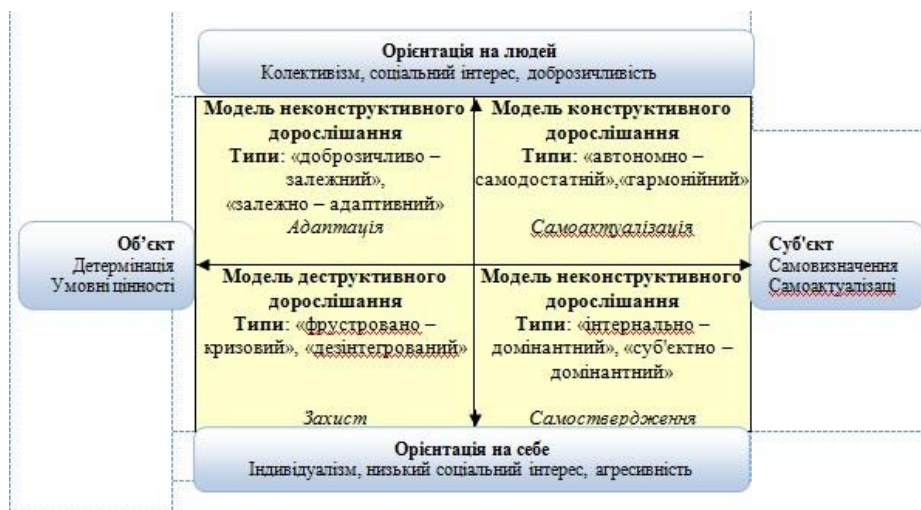 Орієнтація на людей
Колективізм, соціальний інтерес, доброзичливість
Модель неконструктивного
дорослішання
Типи: «доброзичливо –
залежний»,
«залежно – адаптивний»
Адаптація
Модель конструктивного
дорослішання
Типи: «автономно –
самодостатній»,«гармонійний»
Самоактуалізація
Об’єкт
Детермінація
Умовні цінності
Суб'єкт
Самовизначення
Самоактуалізаці
Модель деструктивного
дорослішання
Типи: «фрустровано –
кризовий», «дезінтегрований»
Захист
Модель неконструктивного
дорослішання
Типи: «інтернально –
домінантний», «суб'єктно –
домінантний»
Самоствердження
Орієнтація на себе
Індивідуалізм, низький соціальний інтерес, агресивність